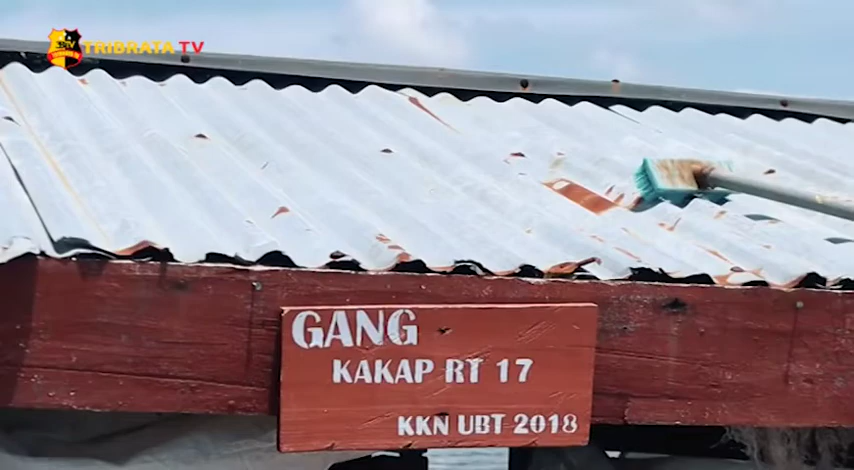 TRIBRATA TV
GANG
KAKAP RT 17
KKN UBT 2018